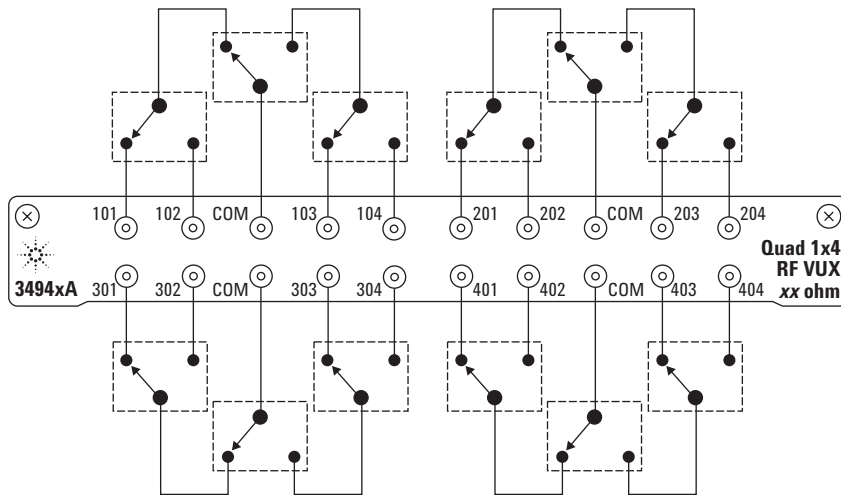 101 102 COM 103 104 201 202 COM 203 204
Quad 1x4
RF VUX
3494xA 301 302 COM 303 304 401 402 COM 403 404 xx ohm